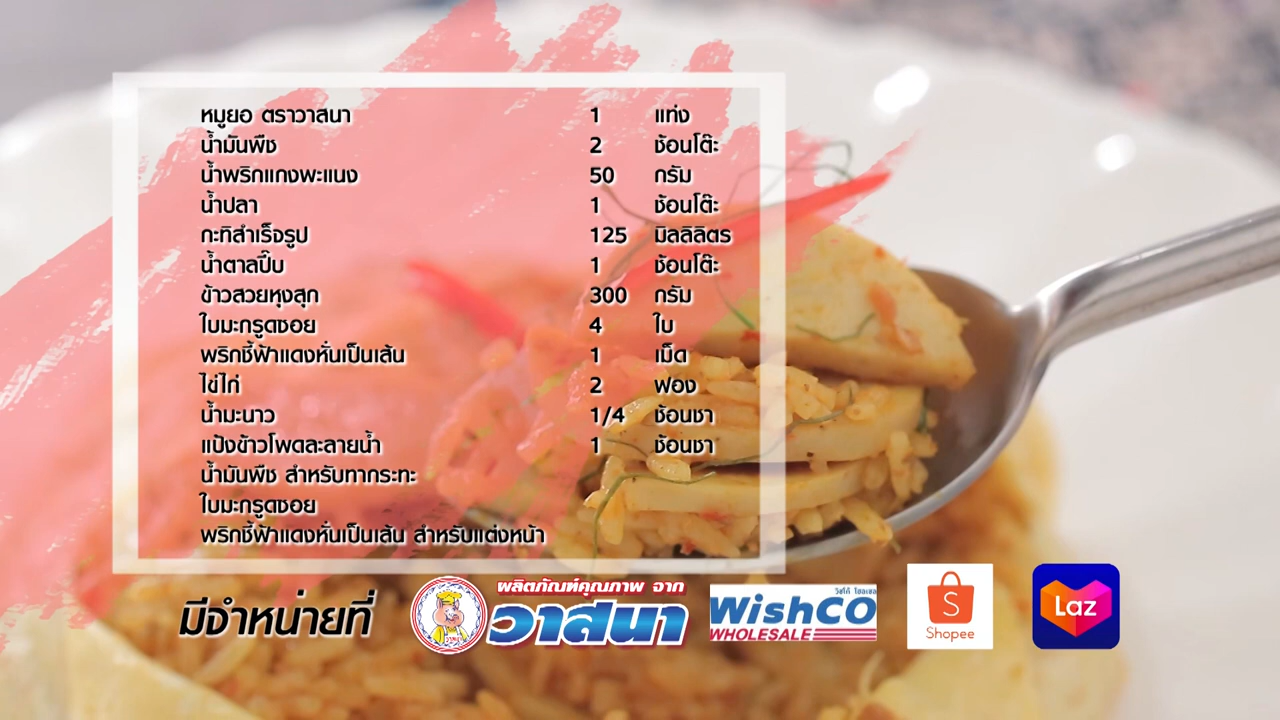 หมูยอ ตราวาสนา 1 แท่ง
น้ำมันพืช 2 ช้อนโต๊ะ
น้ำพริกแกงพะแนง 50 กรัม
น้ำปลา 1 ช้อนโต๊ะ
กะทิสำเร็จรูป 125 มิลลิลิตร
น้ำตาลปี๊บ 1 ช้อนโต๊ะ
ข้าวสวยหุงสุก 300 กรัม
ใบมะกรูดซอย 4 ใบ
พริกชี้ฟ้าแดงหั่นเป็นเส้น 1 เม็ด
ไข่ไก่ 2 ฟอง
น้ำมะนาว 1/4 ช้อนชา
แป้งข้าวโพดละลายน้ำ 1 ช้อนชา
น้ำมันพืช สำหรับทากระทะ
ใบมะกรูดซอย
พริกชี้ฟ้าแดงหั่นเป็นเส้น สำหรับแต่งหน้า
มีจำหน่ายที่
ผลิตภัณฑ์คุณภาพ จาก
วาสนา
วิชโก้ โฮลเซล
WishCO
WHOLESALE
Shopee
Laz